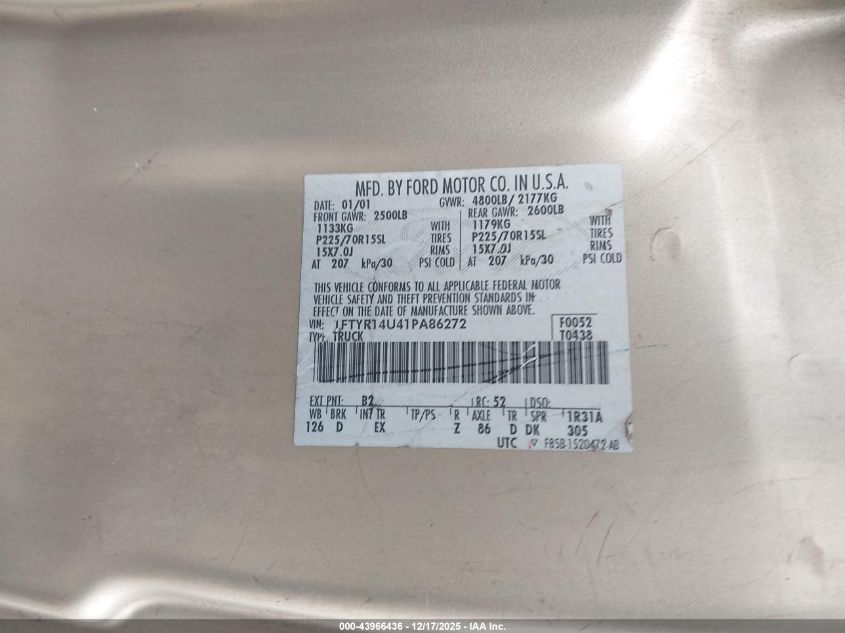 MFD. BY FORD MOTOR CO. IN U.S.A.
DATE: 01/01 GVWR: 4800LB/ 2177KG
FRONT GAWR: 2500LB REAR GAWR: 2600LB
1133KG WITH 1179KG WITH
P225/70R15SL TIRES P225/70R15SL TIRES
15X7.0J RIMS 15X7.0J RIMS
AT 207 kPa/30 PSI COLD AT 207 kPa/30 PSI COLD
THIS VEHICLE CONFORMS TO ALL APPLICABLE FEDERAL MOTOR
VEHICLE SAFETY AND THEFT PREVENTION STANDARDS IN
EFFECT ON THE DATE OF MANUFACTURE SHOWN ABOVE.
VIN: 1FTYR14U41PA86272 F0052
TYPE: TRUCK T0438
EXT PNT: B2 RC: 52 DSO:
WB BRK INT TR TP/PS R AXLE TR SPR 1R31A
126 D EX Z 86 D DK 305
UTC F85B-1520472-AB
000-43966436 - 12/17/2025 - IAA Inc.